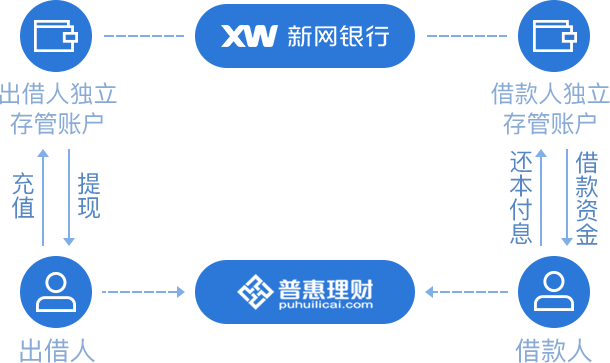 XW 新网银行
出借人独立
存管账户
借款人独立
存管账户
充值
提现
还本付息
借款资金
普惠理财
puhuilicai.com
出借人
借款人